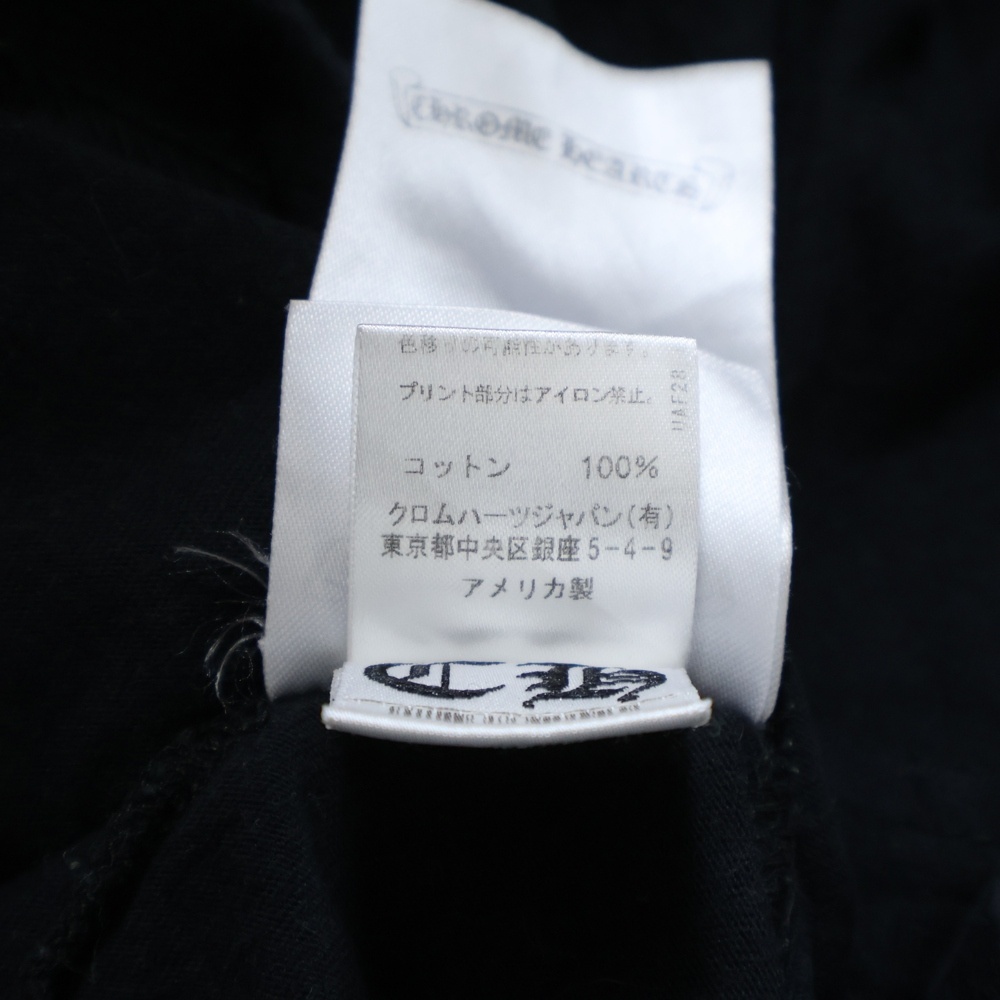 Chrome Hearts
色移りの可能性があります。
プリント部分はアイロン禁止。
UAF28
コットン 100%
クロムハーツジャパン(有)
東京都中央区銀座5-4-9
アメリカ製
CH